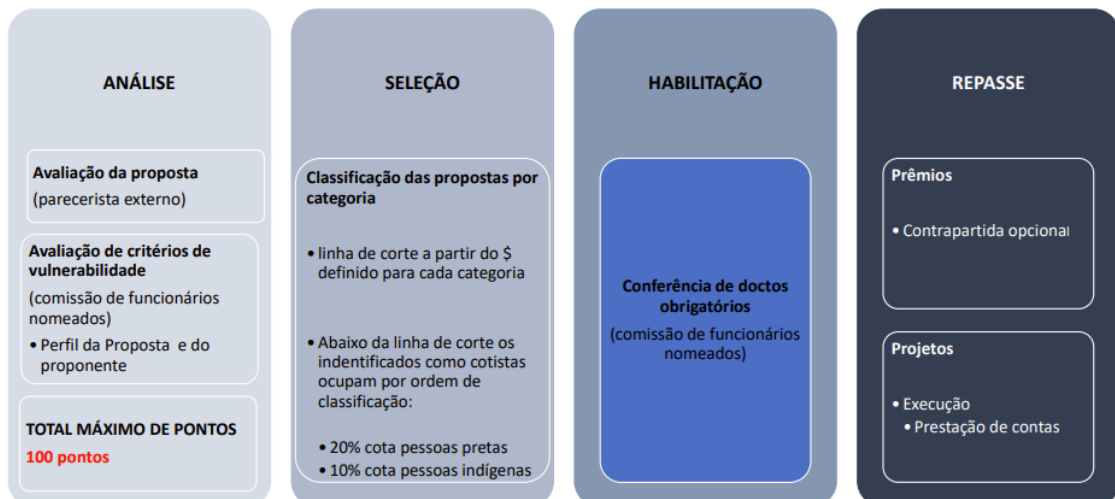 ANÁLISE
Avaliação da proposta
(parecerista externo)
Avaliação de critérios de
vulnerabilidade
(comissão de funcionários
nomeados)
• Perfil da Proposta e do
proponente
TOTAL MÁXIMO DE PONTOS
100 pontos
SELEÇÃO
Classificação das propostas por
categoria
• linha de corte a partir do $
definido para cada categoria
• Abaixo da linha de corte os
indentificados como cotistas
ocupam por ordem de
classificação:
• 20% cota pessoas pretas
• 10% cota pessoas indígenas
HABILITAÇÃO
Conferência de doctos
obrigatórios
(comissão de funcionários
nomeados)
REPASSE
Prêmios
• Contrapartida opcional
Projetos
• Execução
• Prestação de contas